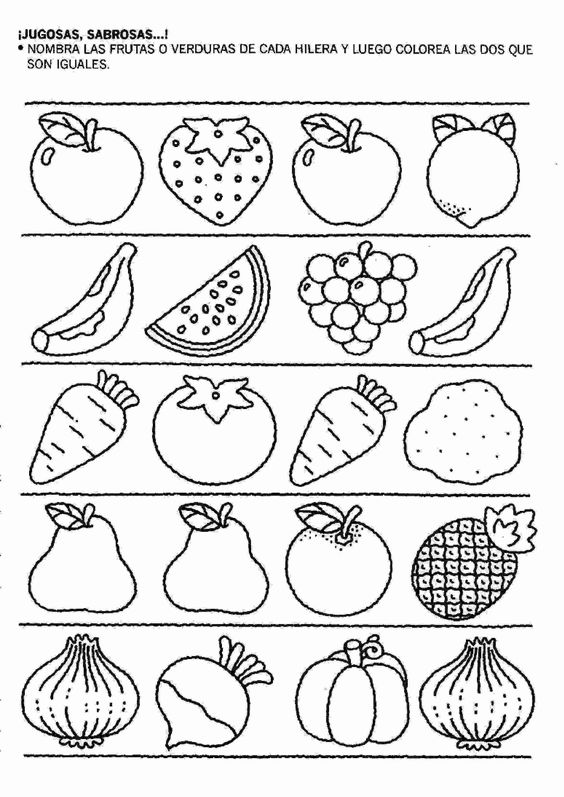 ¡JUGOSAS, SABROSAS...!
• NOMBRA LAS FRUTAS O VERDURAS DE CADA HILERA Y LUEGO COLOREA LAS DOS QUE
SON IGUALES.